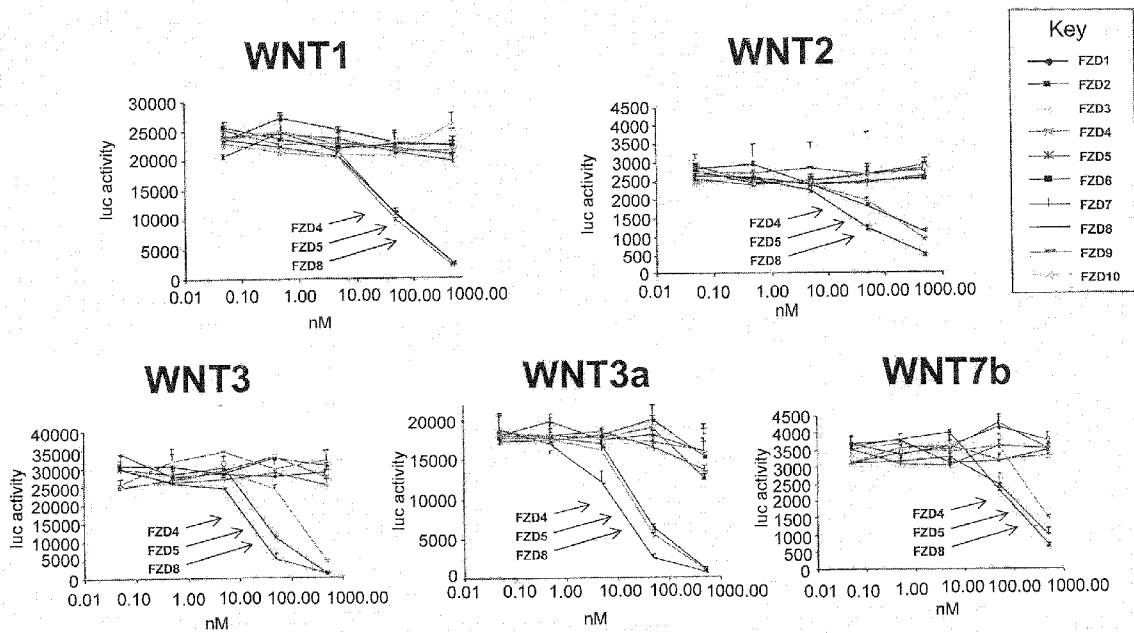 WNT1
30000
25000
20000
15000
10000
5000
0
luc activity
FZD4
FZD5
FZD8
0.01 0.10 1.00 10.00 100.00 1000.00
nM
WNT2
4500
4000
3500
3000
2500
2000
1500
1000
500
0
luc activity
FZD4
FZD5
FZD8
0.01 0.10 1.00 10.00 100.00 1000.00
nM
Key
FZD1
FZD2
FZD3
FZD4
FZD5
FZD6
FZD7
FZD8
FZD9
FZD10
WNT3
40000
35000
30000
25000
20000
15000
10000
5000
0
luc activity
FZD4
FZD5
FZD8
0.01 0.10 1.00 10.00 100.00 1000.00
nM
WNT3a
20000
15000
10000
5000
0
luc activity
FZD4
FZD5
FZD8
0.01 0.10 1.00 10.00 100.00 1000.00
nM
WNT7b
4500
4000
3500
3000
2500
2000
1500
1000
500
0
luc activity
FZD4
FZD5
FZD8
0.01 0.10 1.00 10.00 100.00 1000.00
nM